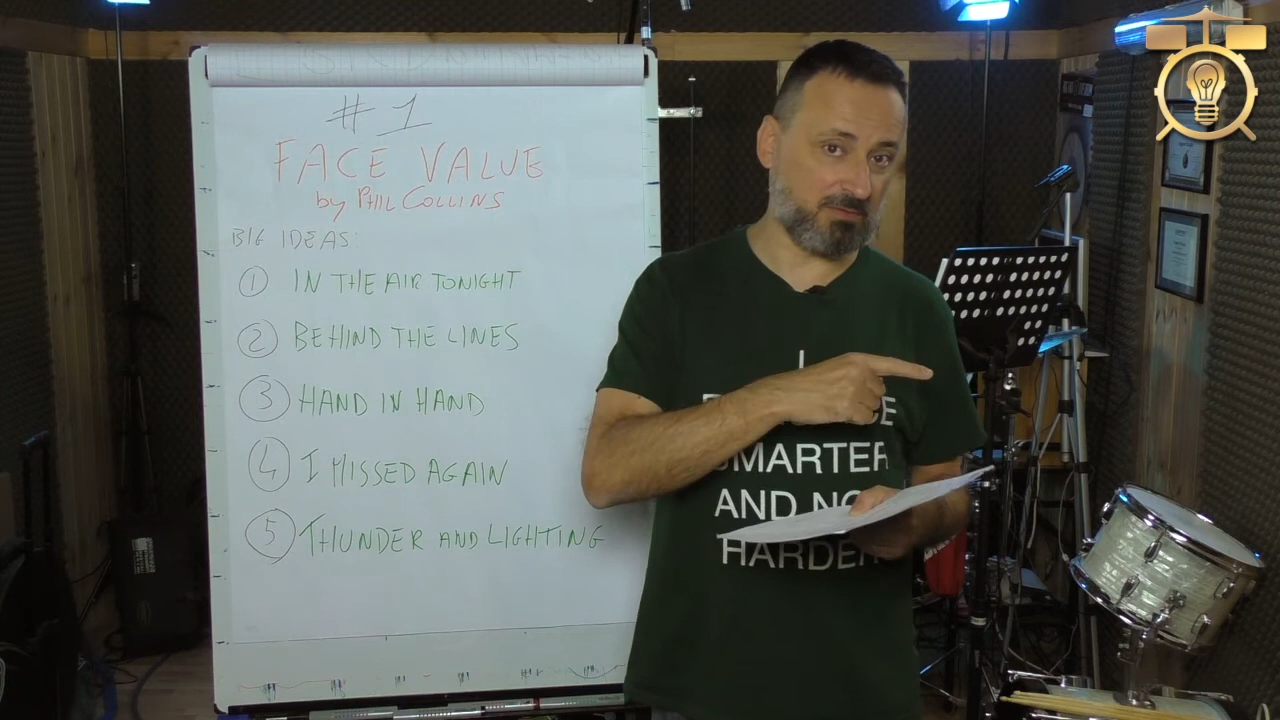 #1
FACE VALUE
by PHIL COLLINS
BIG IDEAS:
1 IN THE AIR TONIGHT
2 BEHIND THE LINES
3 HAND IN HAND
4 I MISSED AGAIN
5 THUNDER AND LIGHTING
I
SMARTER
AND
HARDER